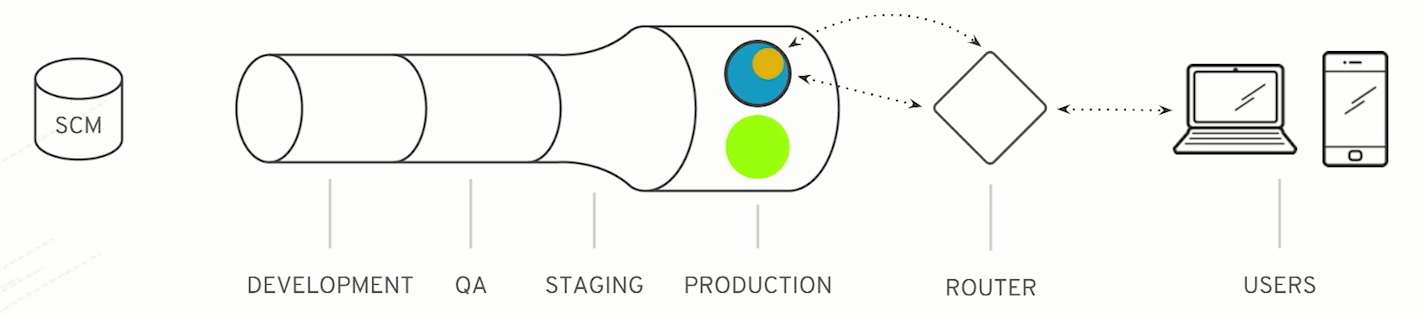 SCM
DEVELOPMENT QA STAGING PRODUCTION ROUTER USERS